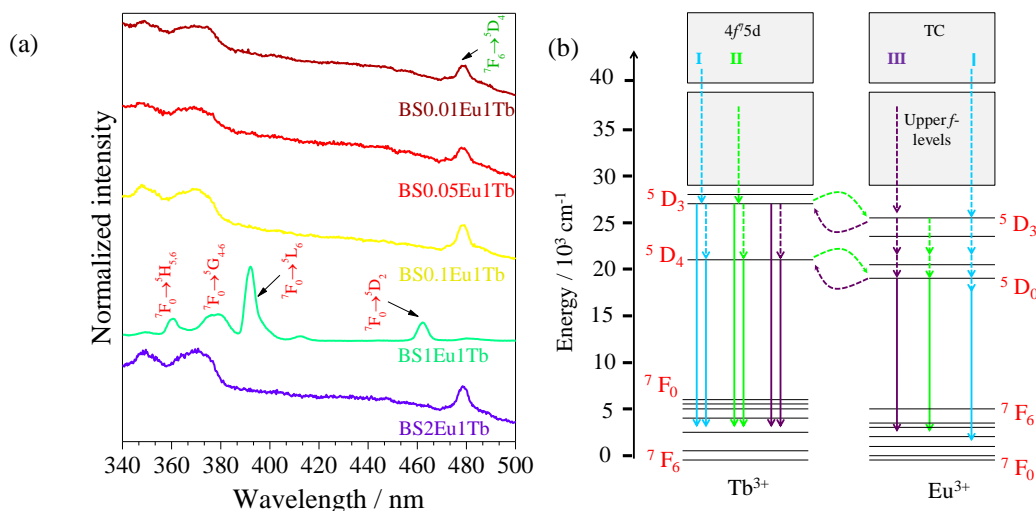 (a)
Normalized intensity
⁷F₆→⁵D₄
BS0.01Eu1Tb
BS0.05Eu1Tb
BS0.1Eu1Tb
⁷F₀→⁵H₅,₆
⁷F₀→⁵G₄₋₆
⁷F₀→⁵L₆
⁷F₀→⁵D₂
BS1Eu1Tb
BS2Eu1Tb
340 360 380 400 420 440 460 480 500
Wavelength / nm
(b)
Energy / 10³ cm⁻¹
40
35
30
25
20
15
10
5
0
4f⁷5d
I II
⁵D₃
⁵D₄
⁷F₀
⁷F₆
Tb³⁺
TC
III I
Upper f-
levels
⁵D₃
⁵D₀
⁷F₆
⁷F₀
Eu³⁺